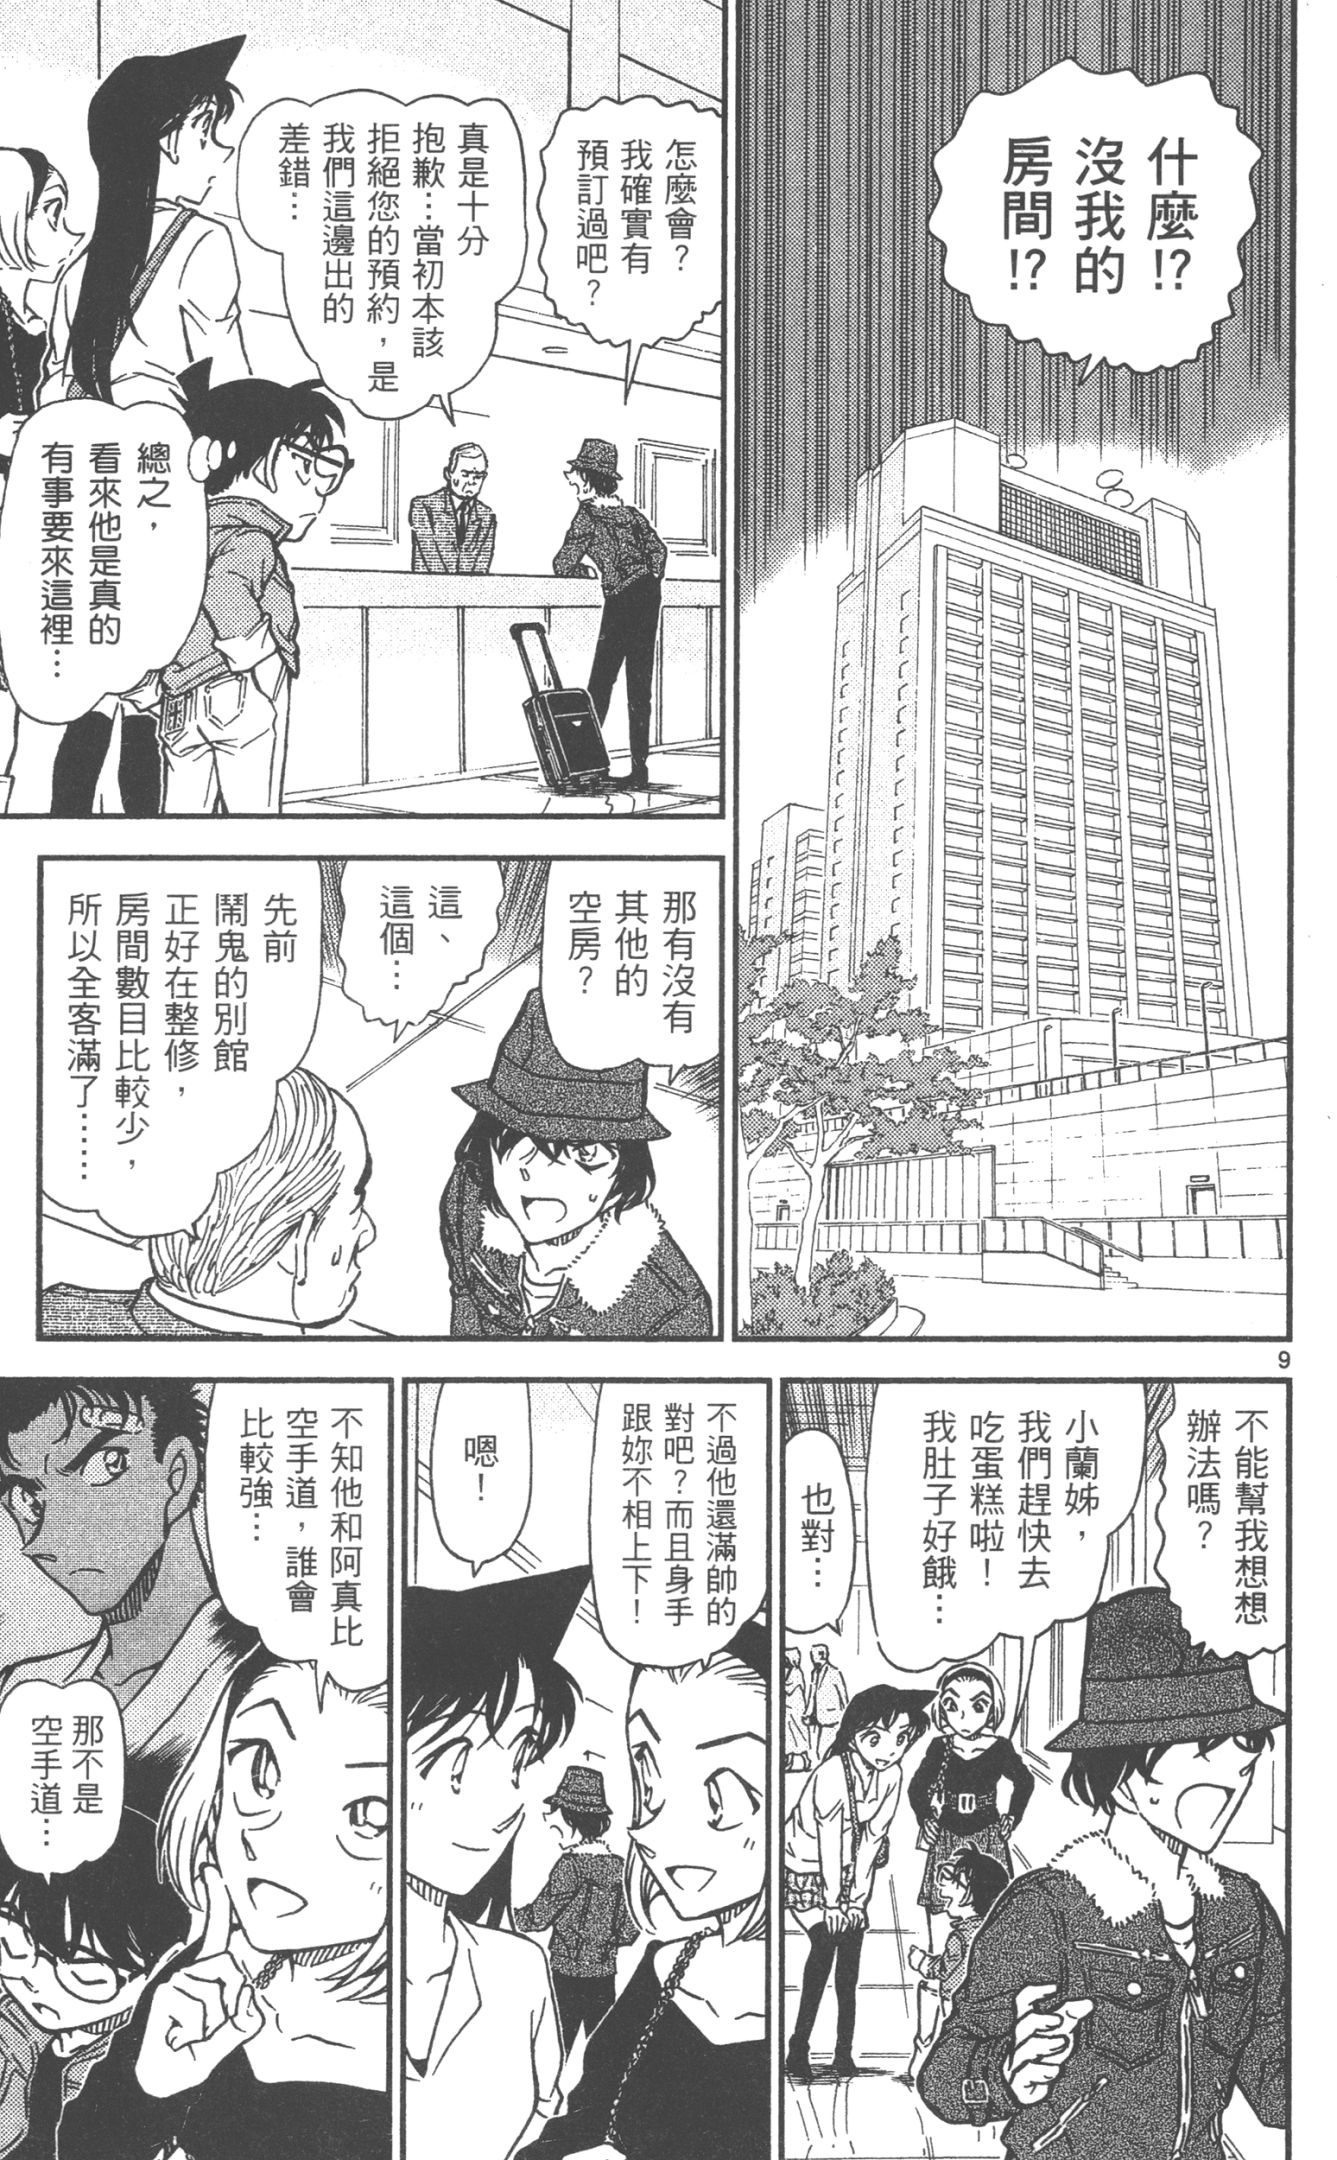 什麼!?
沒我的
房間!?
怎麼會?
我確實有
預訂過吧?
真是十分
抱歉…當初本該
拒絕您的預約,是
我們這邊出的
差錯…
總之,
看來他是真的
有事要來這裡…
那有沒有
其他的
空房?
這、
這個…
先前
鬧鬼的別館
正好在整修,
房間數目比較少,
所以全客滿了……
9
不能幫我想想
辦法嗎?
小蘭姊,
我們趕快去
吃蛋糕啦!
我肚子好餓…
也對…
不過他還滿帥的
對吧?而且身手
跟妳不相上下!
嗯!
不知他和阿真比
空手道,誰會
比較強…
那不是
空手道…